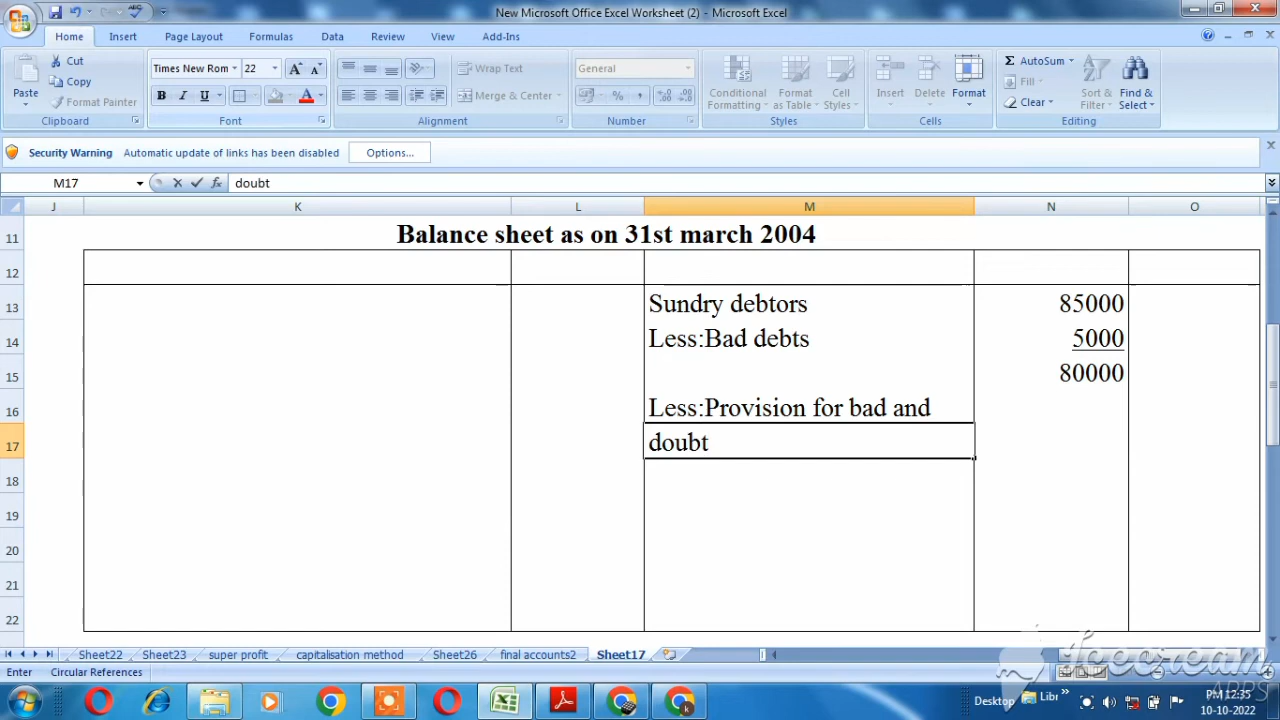 New Microsoft Office Excel Worksheet (2) - Microsoft Excel
Home Insert Page Layout Formulas Data Review View Add-Ins
Paste Cut Copy Format Painter Clipboard
Times New Rom 22 B I U A Font
Wrap Text Merge & Center Alignment
General % , Number
Conditional Formatting Format as Table Cell Styles Styles
Insert Delete Format Cells
Σ AutoSum Fill Clear Sort & Filter Find & Select Editing
Security Warning Automatic update of links has been disabled Options...
M17 fx doubt
J K L M N O
11 Balance sheet as on 31st march 2004
12
13 Sundry debtors 85000
14 Less:Bad debts 5000
15 80000
16 Less:Provision for bad and
17 doubt
18
19
20
21
22
Sheet22 Sheet23 super profit capitalisation method Sheet26 final accounts2 Sheet17
Enter Circular References
Icecream APPS
Desktop Libr » PM 12:35
10-10-2022